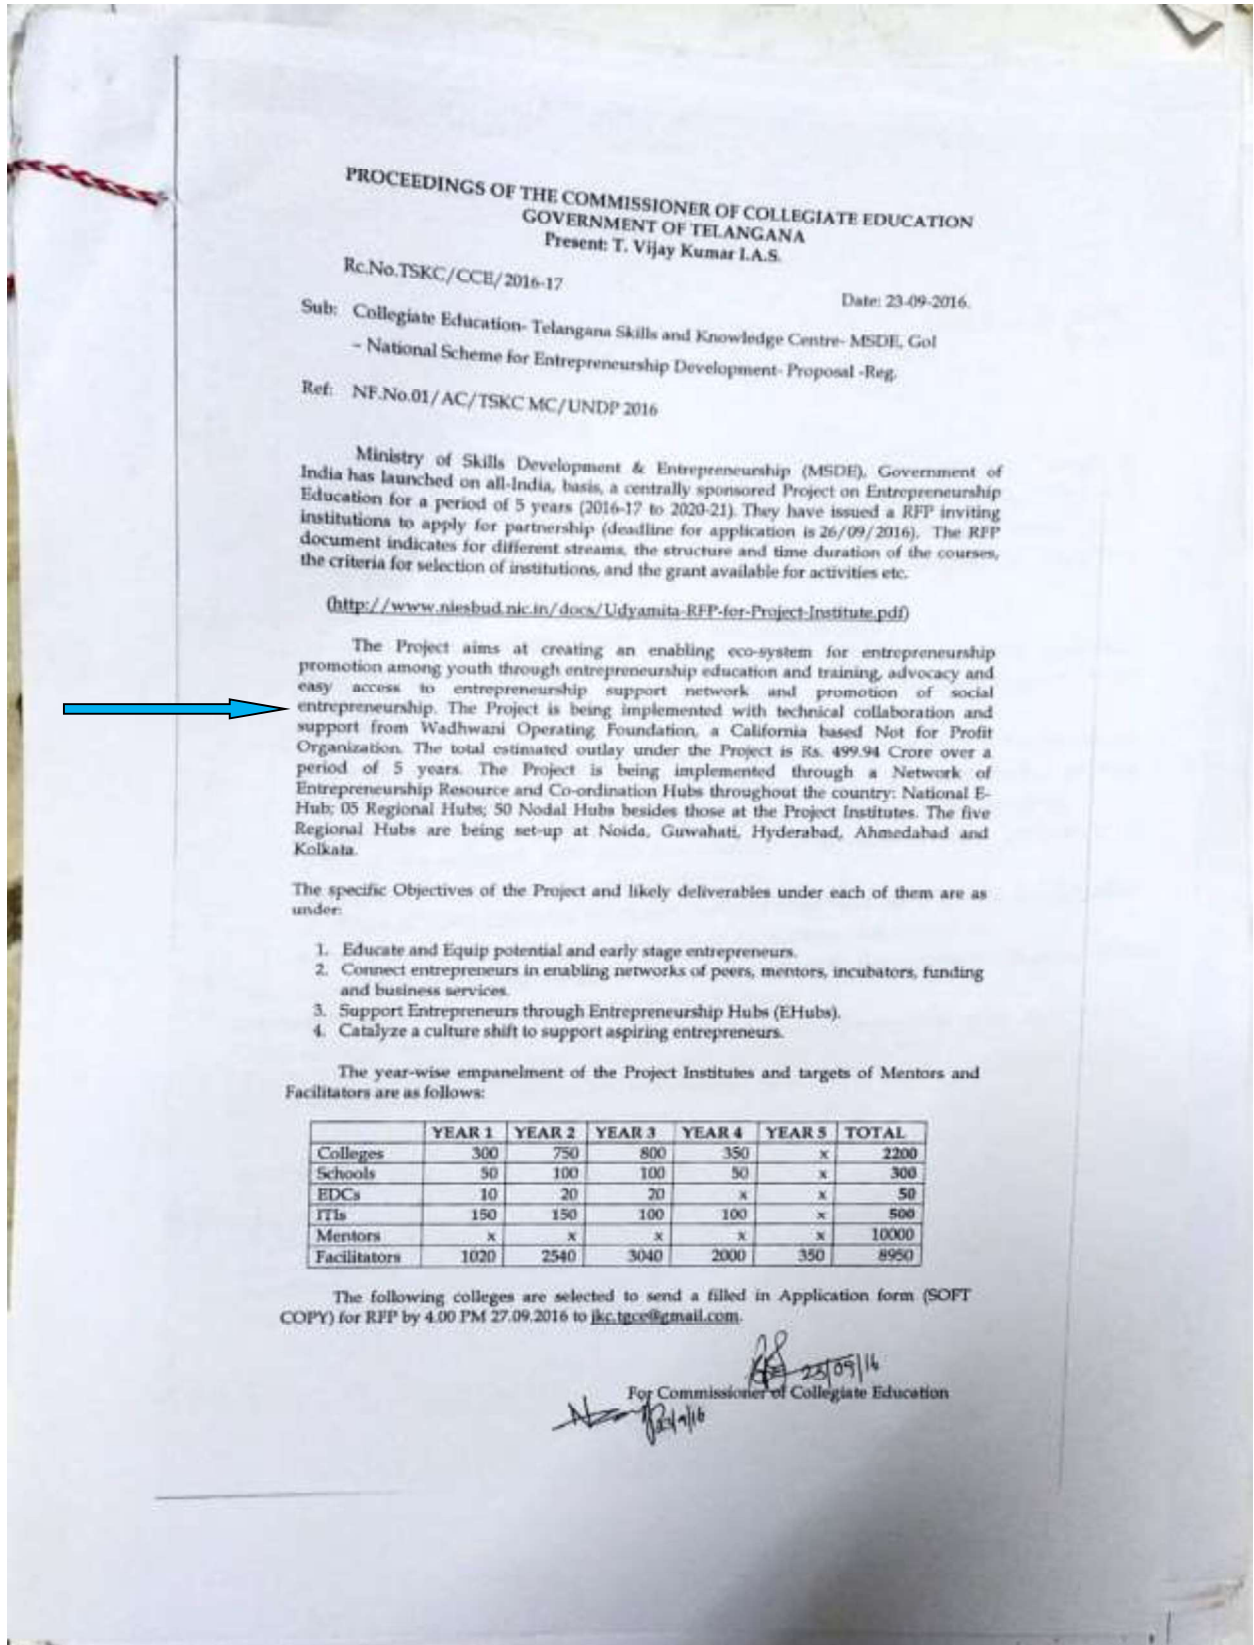 PROCEEDINGS OF THE COMMISSIONER OF COLLEGIATE EDUCATION
GOVERNMENT OF TELANGANA
Present: T. Vijay Kumar I.A.S.
Rc.No.TSKC/CCE/2016-17
Date: 23-09-2016.
Sub: Collegiate Education- Telangana Skills and Knowledge Centre- MSDE, GoI
– National Scheme for Entrepreneurship Development- Proposal -Reg.
Ref: NF.No.01/AC/TSKC MC/UNDP 2016
Ministry of Skills Development & Entrepreneurship (MSDE), Government of
India has launched on all-India, basis, a centrally sponsored Project on Entrepreneurship
Education for a period of 5 years (2016-17 to 2020-21). They have issued a RFP inviting
institutions to apply for partnership (deadline for application is 26/09/2016). The RFP
document indicates for different streams, the structure and time duration of the courses,
the criteria for selection of institutions, and the grant available for activities etc.
(http://www.niesbud.nic.in/docs/Udyamita-RFP-for-Project-Institute.pdf)
The Project aims at creating an enabling eco-system for entrepreneurship
promotion among youth through entrepreneurship education and training, advocacy and
easy access to entrepreneurship support network and promotion of social
entrepreneurship. The Project is being implemented with technical collaboration and
support from Wadhwani Operating Foundation, a California based Not for Profit
Organization. The total estimated outlay under the Project is Rs. 499.94 Crore over a
period of 5 years. The Project is being implemented through a Network of
Entrepreneurship Resource and Co-ordination Hubs throughout the country: National E-
Hub; 05 Regional Hubs; 50 Nodal Hubs besides those at the Project Institutes. The five
Regional Hubs are being set-up at Noida, Guwahati, Hyderabad, Ahmedabad and
Kolkata.
The specific Objectives of the Project and likely deliverables under each of them are as
under:
1. Educate and Equip potential and early stage entrepreneurs.
2. Connect entrepreneurs in enabling networks of peers, mentors, incubators, funding
and business services.
3. Support Entrepreneurs through Entrepreneurship Hubs (EHubs).
4. Catalyze a culture shift to support aspiring entrepreneurs.
The year-wise empanelment of the Project Institutes and targets of Mentors and
Facilitators are as follows:
YEAR 1 YEAR 2 YEAR 3 YEAR 4 YEAR 5 TOTAL
Colleges 300 750 800 350 x 2200
Schools 50 100 100 50 x 300
EDCs 10 20 20 x x 50
ITIs 150 150 100 100 x 500
Mentors x x x x x 10000
Facilitators 1020 2540 3040 2000 350 8950
The following colleges are selected to send a filled in Application form (SOFT
COPY) for RFP by 4.00 PM 27.09.2016 to jkc.tgce@gmail.com.
23/09/16
For Commissioner of Collegiate Education